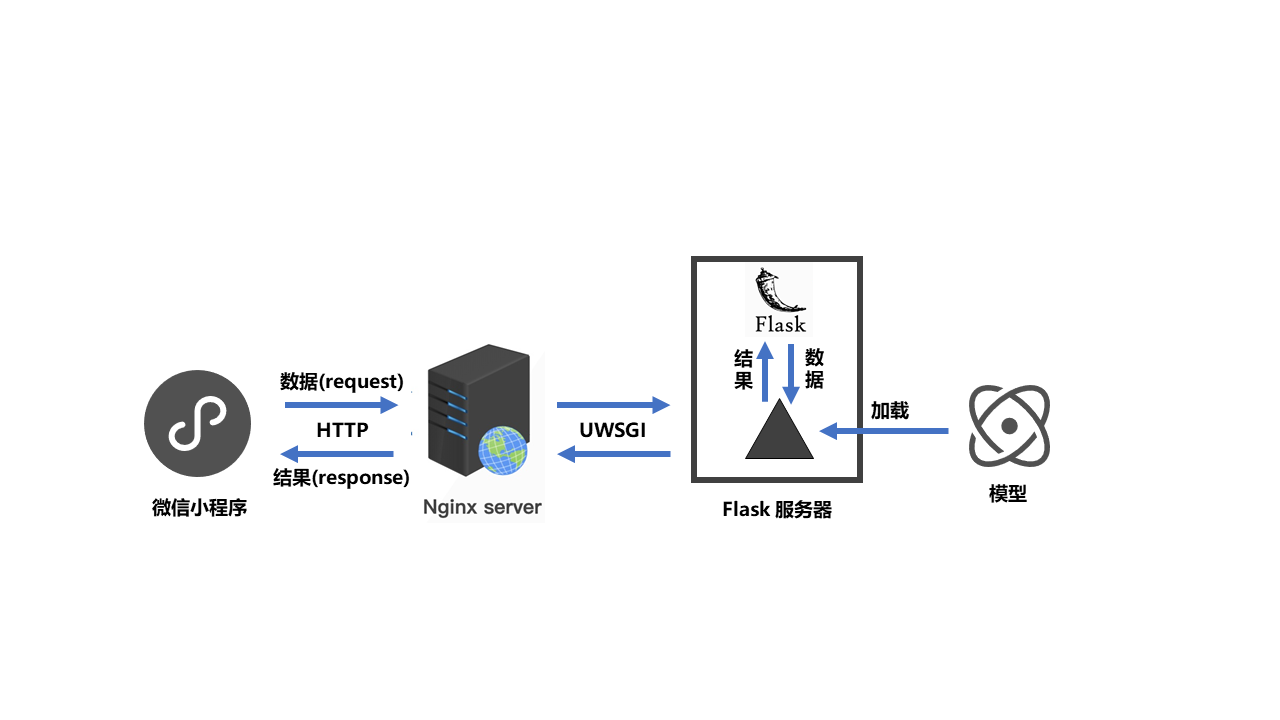 数据(request)
HTTP
结果(response)
微信小程序
Nginx server
UWSGI
Flask
结果
数据
Flask 服务器
加载
模型